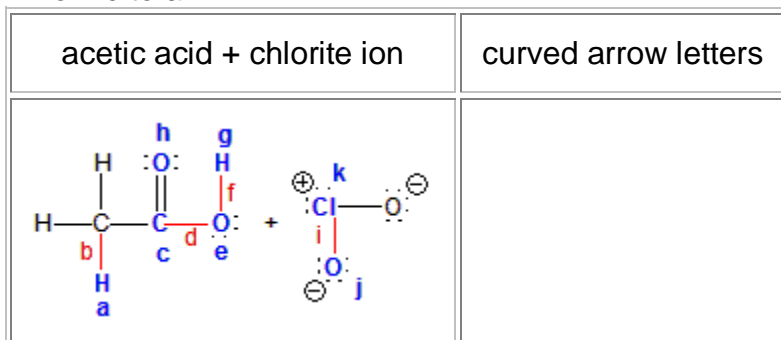 acetic acid + chlorite ion
curved arrow letters
h
g
H
:O:
H
k
⊕
⊖
f
:Cl
O
H
C
C
O:
+
b
d
i
c
e
H
:O:
j
⊖
a